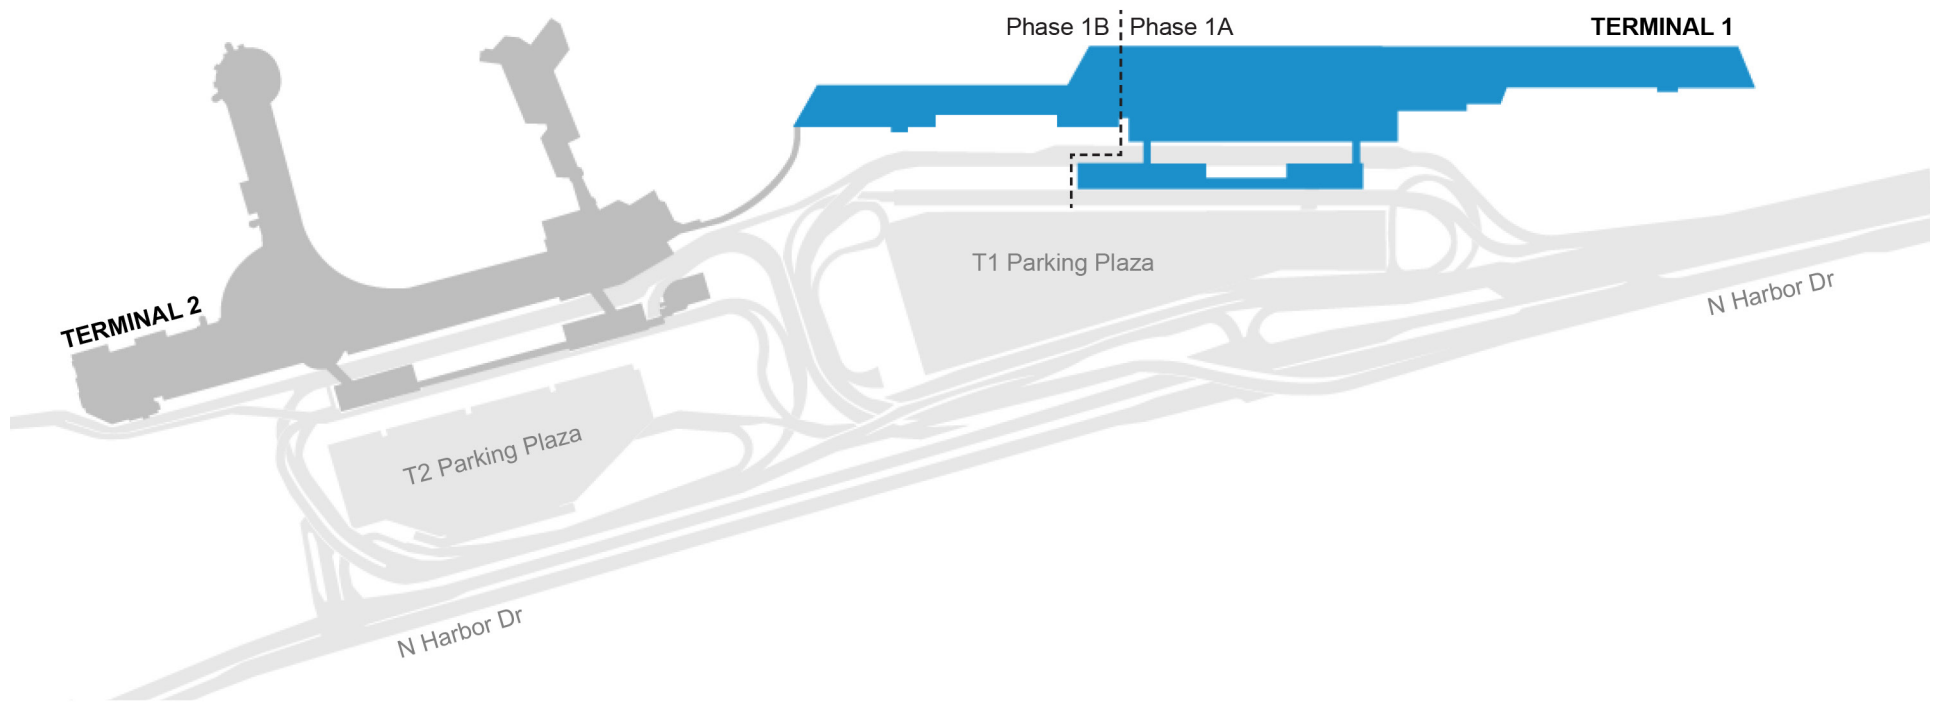 Phase 1B
Phase 1A
TERMINAL 1
T1 Parking Plaza
N Harbor Dr
TERMINAL 2
T2 Parking Plaza
N Harbor Dr